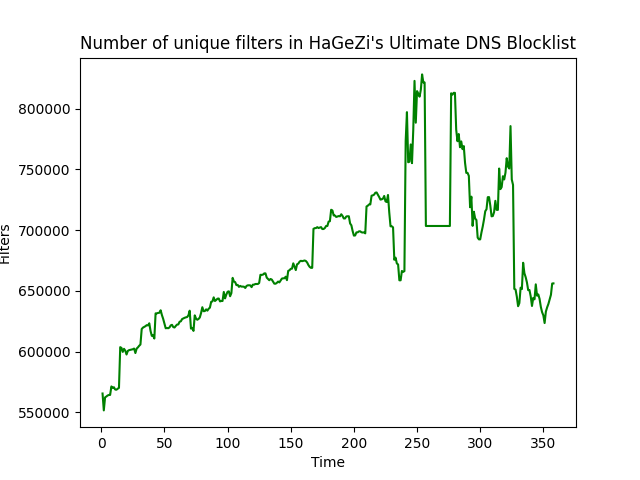 Number of unique filters in HaGeZi's Ultimate DNS Blocklist
800000
750000
700000
650000
600000
550000
Filters
0 50 100 150 200 250 300 350
Time